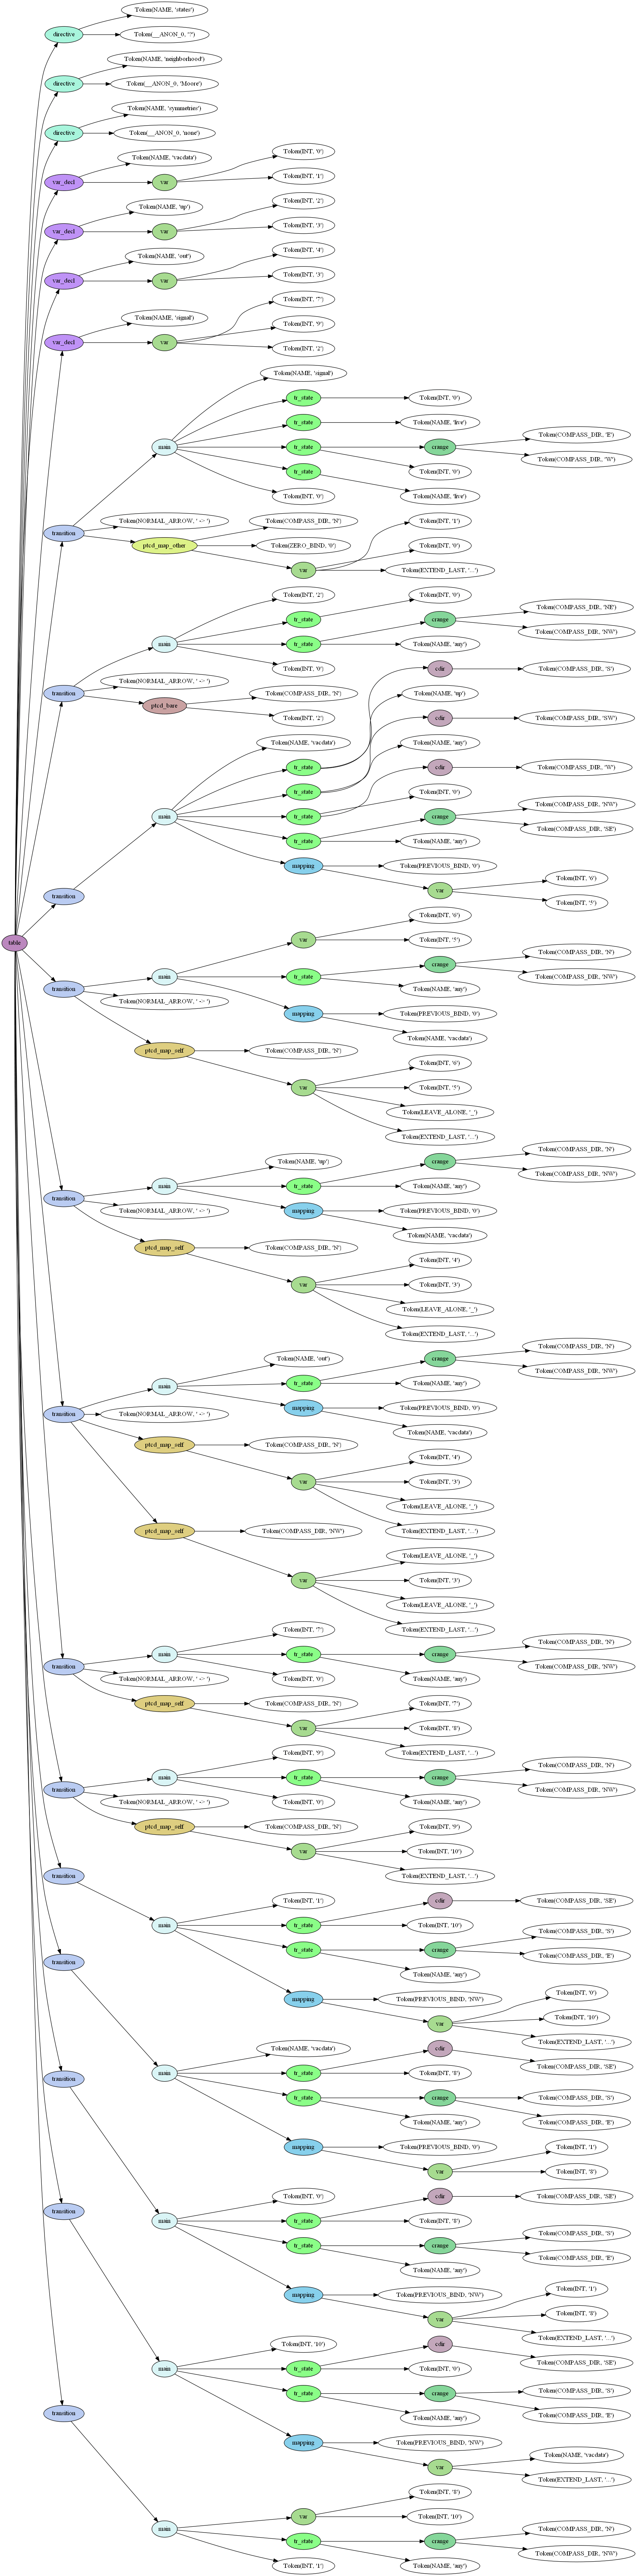 Token(NAME, 'states')
directive
Token(__ANON_0, '?')
Token(NAME, 'neighborhood')
directive
Token(__ANON_0, 'Moore')
Token(NAME, 'symmetries')
directive
Token(__ANON_0, 'none')
Token(INT, '0')
Token(NAME, 'vacdata')
Token(INT, '1')
var_decl
var
Token(INT, '2')
Token(NAME, 'up')
Token(INT, '3')
var_decl
var
Token(INT, '4')
Token(NAME, 'out')
Token(INT, '3')
var_decl
var
Token(INT, '7')
Token(NAME, 'signal')
Token(INT, '9')
var_decl
var
Token(INT, '2')
Token(NAME, 'signal')
tr_state
Token(INT, '0')
tr_state
Token(NAME, 'live')
Token(COMPASS_DIR, 'E')
main
tr_state
crange
Token(COMPASS_DIR, 'W')
tr_state
Token(INT, '0')
Token(INT, '0')
Token(NAME, 'live')
Token(NORMAL_ARROW, ' -> ')
Token(COMPASS_DIR, 'N')
Token(INT, '1')
transition
ptcd_map_other
Token(ZERO_BIND, '0')
Token(INT, '0')
var
Token(EXTEND_LAST, '...')
Token(INT, '2')
Token(INT, '0')
Token(COMPASS_DIR, 'NE')
tr_state
crange
Token(COMPASS_DIR, 'NW')
main
tr_state
Token(NAME, 'any')
Token(INT, '0')
cdir
Token(COMPASS_DIR, 'S')
Token(NORMAL_ARROW, ' -> ')
Token(COMPASS_DIR, 'N')
Token(NAME, 'up')
transition
ptcd_bare
Token(INT, '2')
cdir
Token(COMPASS_DIR, 'SW')
Token(NAME, 'vacdata')
Token(NAME, 'any')
tr_state
cdir
Token(COMPASS_DIR, 'W')
tr_state
Token(INT, '0')
Token(COMPASS_DIR, 'NW')
main
tr_state
crange
Token(COMPASS_DIR, 'SE')
tr_state
Token(NAME, 'any')
mapping
Token(PREVIOUS_BIND, '0')
Token(INT, '6')
transition
var
Token(INT, '5')
Token(INT, '6')
table
var
Token(INT, '5')
Token(COMPASS_DIR, 'N')
crange
Token(COMPASS_DIR, 'NW')
main
tr_state
Token(NAME, 'any')
transition
Token(NORMAL_ARROW, ' -> ')
mapping
Token(PREVIOUS_BIND, '0')
Token(NAME, 'vacdata')
ptcd_map_self
Token(COMPASS_DIR, 'N')
Token(INT, '6')
var
Token(INT, '5')
Token(LEAVE_ALONE, '_')
Token(EXTEND_LAST, '...')
Token(COMPASS_DIR, 'N')
Token(NAME, 'up')
crange
Token(COMPASS_DIR, 'NW')
main
tr_state
Token(NAME, 'any')
transition
Token(NORMAL_ARROW, ' -> ')
mapping
Token(PREVIOUS_BIND, '0')
Token(NAME, 'vacdata')
ptcd_map_self
Token(COMPASS_DIR, 'N')
Token(INT, '4')
var
Token(INT, '3')
Token(LEAVE_ALONE, '_')
Token(EXTEND_LAST, '...')
Token(COMPASS_DIR, 'N')
Token(NAME, 'out')
crange
Token(COMPASS_DIR, 'NW')
main
tr_state
Token(NAME, 'any')
transition
Token(NORMAL_ARROW, ' -> ')
mapping
Token(PREVIOUS_BIND, '0')
Token(NAME, 'vacdata')
ptcd_map_self
Token(COMPASS_DIR, 'N')
Token(INT, '4')
var
Token(INT, '3')
Token(LEAVE_ALONE, '_')
ptcd_map_self
Token(COMPASS_DIR, 'NW')
Token(EXTEND_LAST, '...')
Token(LEAVE_ALONE, '_')
var
Token(INT, '3')
Token(LEAVE_ALONE, '_')
Token(INT, '7')
Token(EXTEND_LAST, '...')
Token(COMPASS_DIR, 'N')
main
tr_state
crange
Token(COMPASS_DIR, 'NW')
transition
Token(NORMAL_ARROW, ' -> ')
Token(INT, '0')
Token(NAME, 'any')
ptcd_map_self
Token(COMPASS_DIR, 'N')
Token(INT, '7')
var
Token(INT, '8')
Token(EXTEND_LAST, '...')
Token(INT, '9')
Token(COMPASS_DIR, 'N')
main
tr_state
crange
Token(COMPASS_DIR, 'NW')
transition
Token(NORMAL_ARROW, ' -> ')
Token(INT, '0')
Token(NAME, 'any')
ptcd_map_self
Token(COMPASS_DIR, 'N')
Token(INT, '9')
var
Token(INT, '10')
transition
Token(EXTEND_LAST, '...')
Token(INT, '1')
cdir
Token(COMPASS_DIR, 'SE')
main
tr_state
Token(INT, '10')
Token(COMPASS_DIR, 'S')
tr_state
crange
Token(COMPASS_DIR, 'E')
transition
Token(NAME, 'any')
mapping
Token(PREVIOUS_BIND, 'NW')
Token(INT, '0')
var
Token(INT, '10')
Token(EXTEND_LAST, '...')
Token(NAME, 'vacdata')
cdir
Token(COMPASS_DIR, 'SE')
main
tr_state
Token(INT, '8')
transition
tr_state
crange
Token(COMPASS_DIR, 'S')
Token(NAME, 'any')
Token(COMPASS_DIR, 'E')
mapping
Token(PREVIOUS_BIND, '0')
Token(INT, '1')
var
Token(INT, '8')
Token(INT, '0')
cdir
Token(COMPASS_DIR, 'SE')
transition
main
tr_state
Token(INT, '8')
Token(COMPASS_DIR, 'S')
tr_state
crange
Token(COMPASS_DIR, 'E')
Token(NAME, 'any')
mapping
Token(PREVIOUS_BIND, 'NW')
Token(INT, '1')
var
Token(INT, '8')
Token(EXTEND_LAST, '...')
Token(INT, '10')
cdir
Token(COMPASS_DIR, 'SE')
main
tr_state
Token(INT, '0')
tr_state
crange
Token(COMPASS_DIR, 'S')
transition
Token(NAME, 'any')
Token(COMPASS_DIR, 'E')
mapping
Token(PREVIOUS_BIND, 'NW')
Token(NAME, 'vacdata')
var
Token(EXTEND_LAST, '...')
Token(INT, '8')
var
Token(INT, '10')
main
Token(COMPASS_DIR, 'N')
tr_state
crange
Token(COMPASS_DIR, 'NW')
Token(INT, '1')
Token(NAME, 'any')